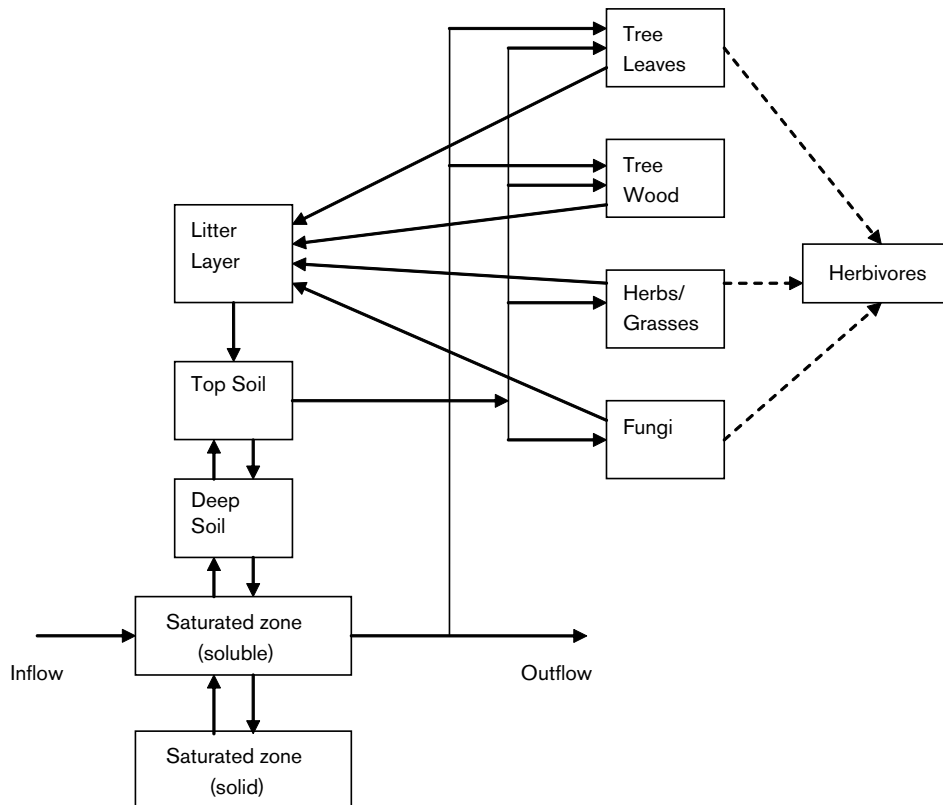 Tree
Leaves
Tree
Wood
Litter
Layer
Herbivores
Herbs/
Grasses
Top Soil
Fungi
Deep
Soil
Saturated zone
(soluble)
Inflow
Outflow
Saturated zone
(solid)